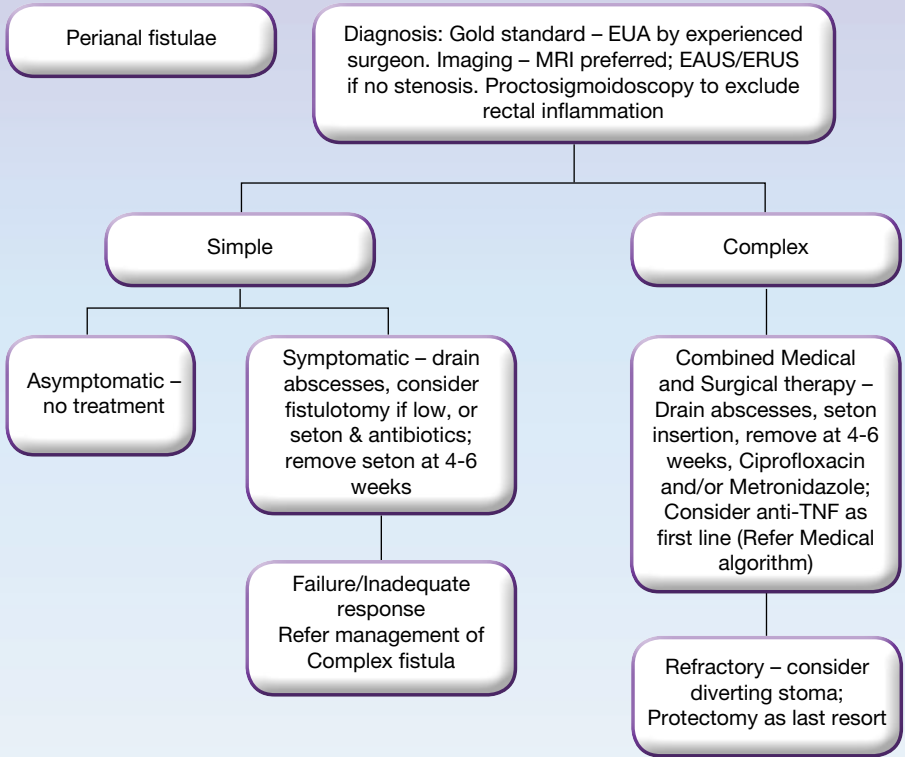 Perianal fistulae
Diagnosis: Gold standard – EUA by experienced
surgeon. Imaging – MRI preferred; EAUS/ERUS
if no stenosis. Proctosigmoidoscopy to exclude
rectal inflammation
Simple
Complex
Asymptomatic –
no treatment
Symptomatic – drain
abscesses, consider
fistulotomy if low, or
seton & antibiotics;
remove seton at 4-6
weeks
Combined Medical
and Surgical therapy –
Drain abscesses, seton
insertion, remove at 4-6
weeks, Ciprofloxacin
and/or Metronidazole;
Consider anti-TNF as
first line (Refer Medical
algorithm)
Failure/Inadequate
response
Refer management of
Complex fistula
Refractory – consider
diverting stoma;
Protectomy as last resort